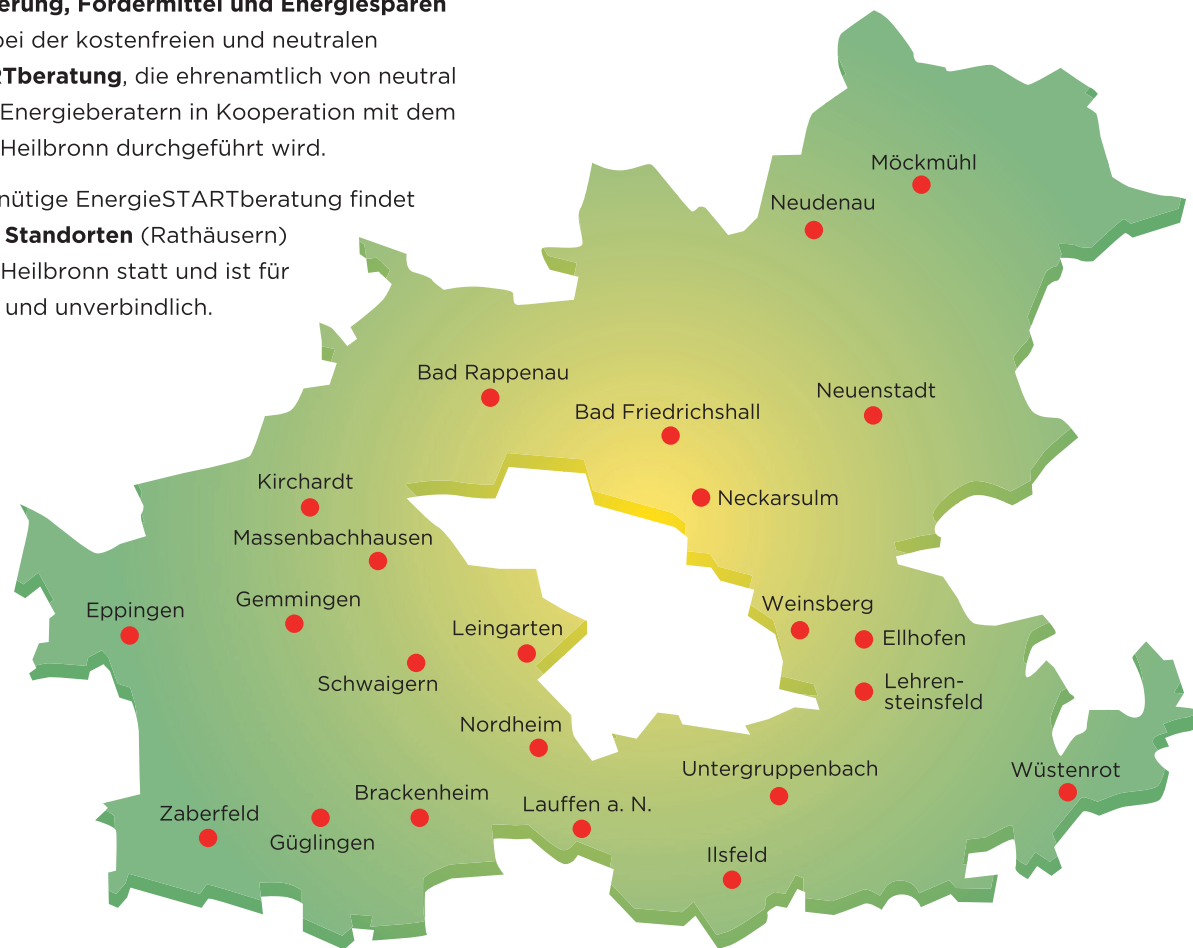 erung, Fördermittel und Energiesparen
bei der kostenfreien und neutralen
RTberatung, die ehrenamtlich von neutral
Energieberatern in Kooperation mit dem
Heilbronn durchgeführt wird.
nützige EnergieSTARTberatung findet
Standorten (Rathäusern)
Heilbronn statt und ist für
und unverbindlich.
Möckmühl
Neudenau
Bad Rappenau
Neuenstadt
Bad Friedrichshall
Kirchardt
Neckarsulm
Massenbachhausen
Gemmingen
Weinsberg
Eppingen
Leingarten
Ellhofen
Schwaigern
Lehren-
steinsfeld
Nordheim
Untergruppenbach
Wüstenrot
Brackenheim
Lauffen a. N.
Zaberfeld
Güglingen
Ilsfeld